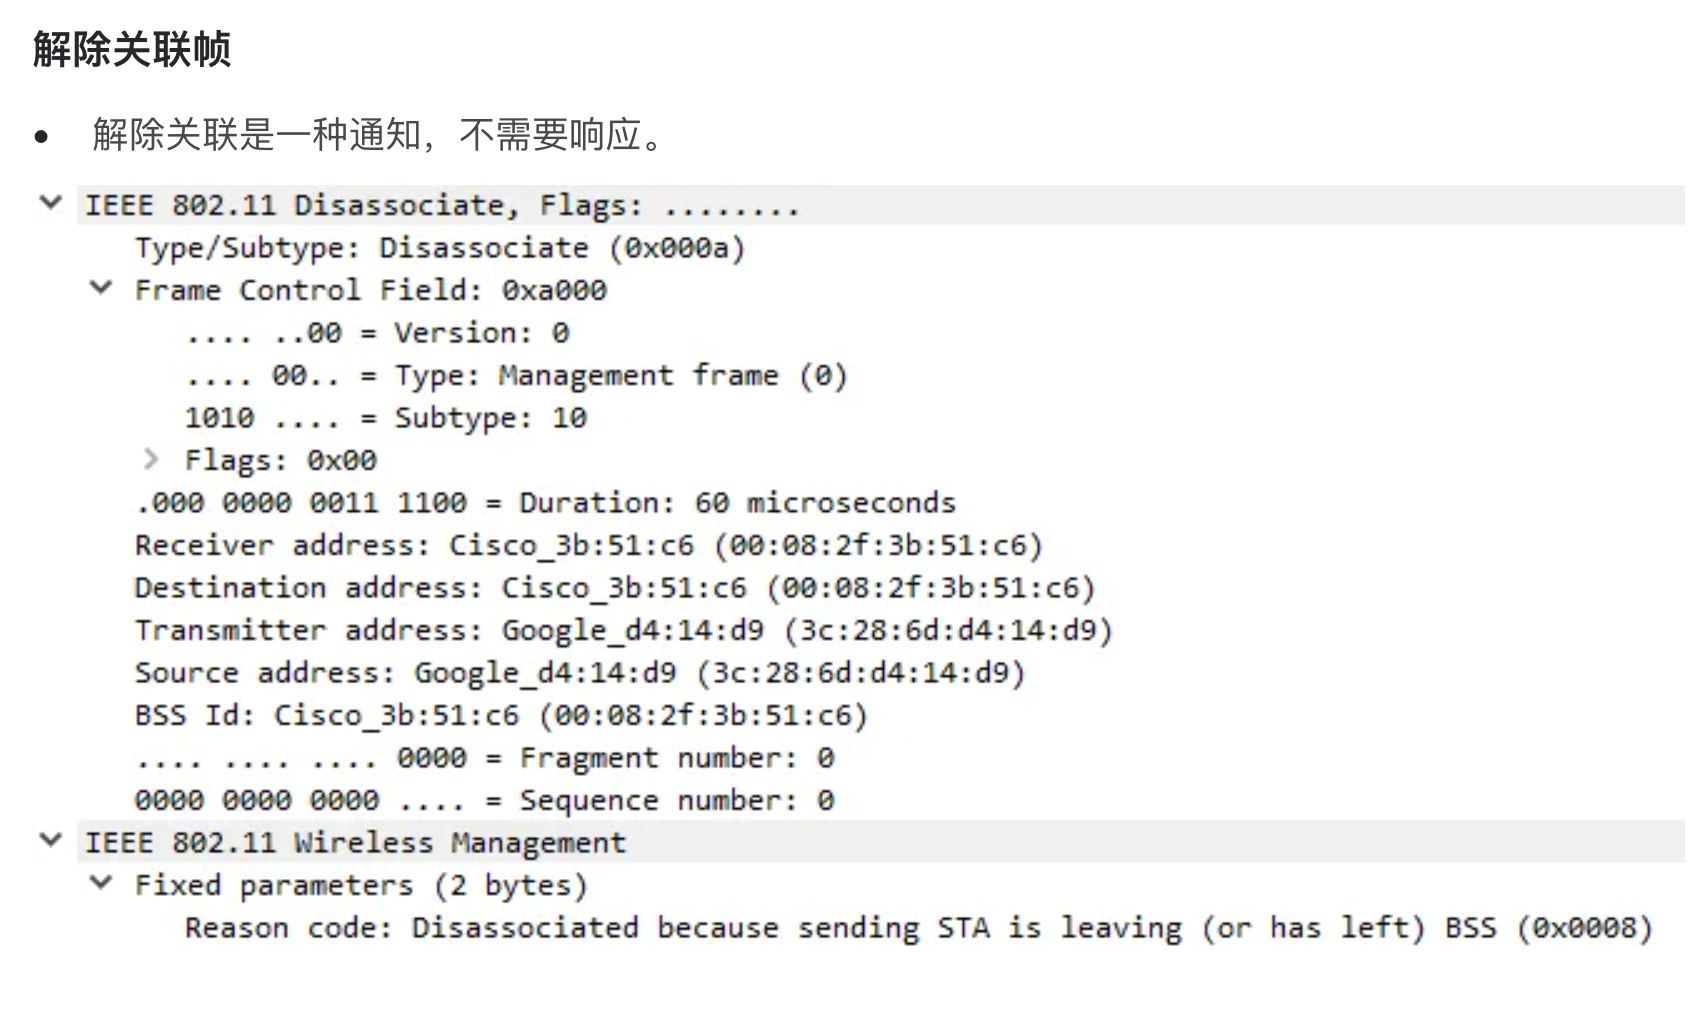 解除关联帧
• 解除关联是一种通知，不需要响应。
IEEE 802.11 Disassociate, Flags: ........
Type/Subtype: Disassociate (0x000a)
Frame Control Field: 0xa000
.... ..00 = Version: 0
.... 00.. = Type: Management frame (0)
1010 .... = Subtype: 10
Flags: 0x00
.000 0000 0011 1100 = Duration: 60 microseconds
Receiver address: Cisco_3b:51:c6 (00:08:2f:3b:51:c6)
Destination address: Cisco_3b:51:c6 (00:08:2f:3b:51:c6)
Transmitter address: Google_d4:14:d9 (3c:28:6d:d4:14:d9)
Source address: Google_d4:14:d9 (3c:28:6d:d4:14:d9)
BSS Id: Cisco_3b:51:c6 (00:08:2f:3b:51:c6)
.... .... .... 0000 = Fragment number: 0
0000 0000 0000 .... = Sequence number: 0
IEEE 802.11 Wireless Management
Fixed parameters (2 bytes)
Reason code: Disassociated because sending STA is leaving (or has left) BSS (0x0008)